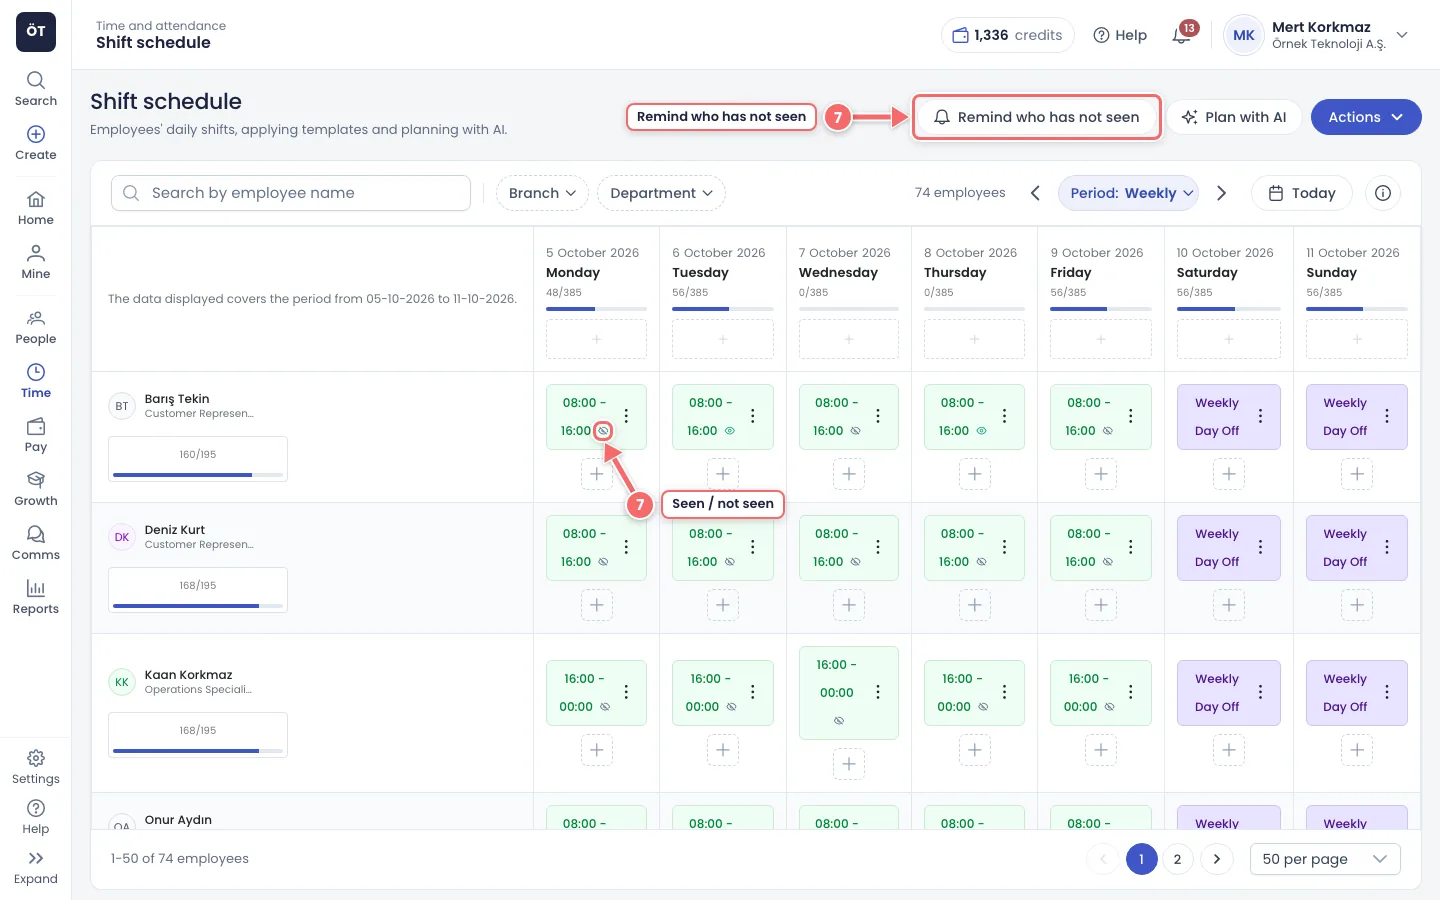 ÖT
Time and attendance
Shift schedule
1,336 credits
Help
13
MK
Mert Korkmaz
Örnek Teknoloji A.Ş.
Search
Create
Home
Mine
People
Time
Pay
Growth
Comms
Reports
Settings
Help
Expand
Shift schedule
Employees' daily shifts, applying templates and planning with AI.
Remind who has not seen
7
Remind who has not seen
Plan with AI
Actions
Search by employee name
Branch
Department
74 employees
Period: Weekly
Today
The data displayed covers the period from 05-10-2026 to 11-10-2026.
5 October 2026
Monday
48/385
6 October 2026
Tuesday
56/385
7 October 2026
Wednesday
0/385
8 October 2026
Thursday
0/385
9 October 2026
Friday
56/385
10 October 2026
Saturday
56/385
11 October 2026
Sunday
56/385
BT
Barış Tekin
Customer Represen...
160/195
08:00 -
16:00
08:00 -
16:00
08:00 -
16:00
08:00 -
16:00
08:00 -
16:00
Weekly
Day Off
Weekly
Day Off
7
Seen / not seen
DK
Deniz Kurt
Customer Represen...
168/195
08:00 -
16:00
08:00 -
16:00
08:00 -
16:00
08:00 -
16:00
08:00 -
16:00
Weekly
Day Off
Weekly
Day Off
KK
Kaan Korkmaz
Operations Speciali...
168/195
16:00 -
00:00
16:00 -
00:00
16:00 -
00:00
16:00 -
00:00
16:00 -
00:00
Weekly
Day Off
Weekly
Day Off
OA
Onur Aydın
08:00 -
08:00 -
08:00 -
08:00 -
08:00 -
Weekly
Weekly
1-50 of 74 employees
1
2
50 per page